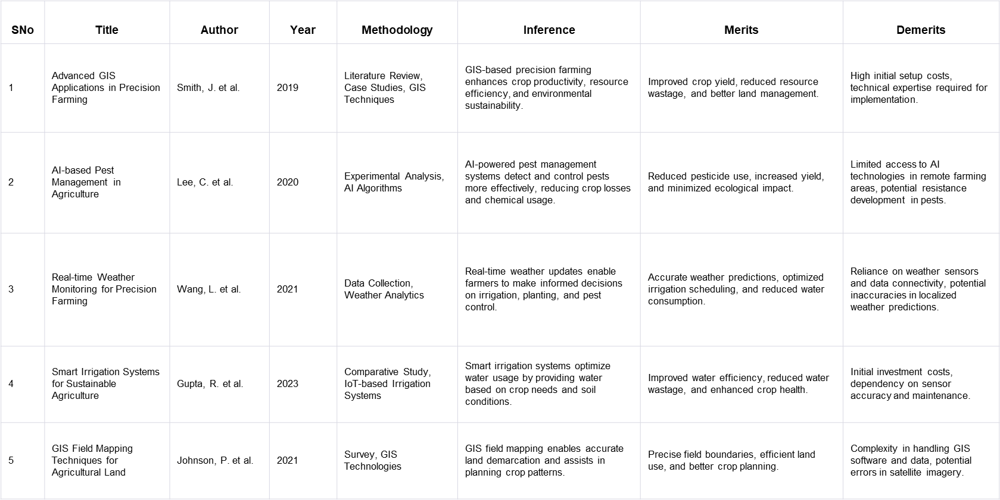 SNo
Title
Author
Year
Methodology
Inference
Merits
Demerits
1
Advanced GIS
Applications in Precision
Farming
Smith, J. et al.
2019
Literature Review,
Case Studies, GIS
Techniques
GIS-based precision farming
enhances crop productivity, resource
efficiency, and environmental
sustainability.
Improved crop yield, reduced resource
wastage, and better land management.
High initial setup costs,
technical expertise required for
implementation.
2
AI-based Pest
Management in
Agriculture
Lee, C. et al.
2020
Experimental Analysis,
AI Algorithms
AI-powered pest management
systems detect and control pests
more effectively, reducing crop losses
and chemical usage.
Reduced pesticide use, increased yield,
and minimized ecological impact.
Limited access to AI
technologies in remote farming
areas, potential resistance
development in pests.
3
Real-time Weather
Monitoring for Precision
Farming
Wang, L. et al.
2021
Data Collection,
Weather Analytics
Real-time weather updates enable
farmers to make informed decisions
on irrigation, planting, and pest
control.
Accurate weather predictions, optimized
irrigation scheduling, and reduced water
consumption.
Reliance on weather sensors
and data connectivity, potential
inaccuracies in localized
weather predictions.
4
Smart Irrigation Systems
for Sustainable
Agriculture
Gupta, R. et al.
2023
Comparative Study,
IoT-based Irrigation
Systems
Smart irrigation systems optimize
water usage by providing water
based on crop needs and soil
conditions.
Improved water efficiency, reduced water
wastage, and enhanced crop health.
Initial investment costs,
dependency on sensor
accuracy and maintenance.
5
GIS Field Mapping
Techniques for
Agricultural Land
Johnson, P. et al.
2021
Survey, GIS
Technologies
GIS field mapping enables accurate
land demarcation and assists in
planning crop patterns.
Precise field boundaries, efficient land
use, and better crop planning.
Complexity in handling GIS
software and data, potential
errors in satellite imagery.